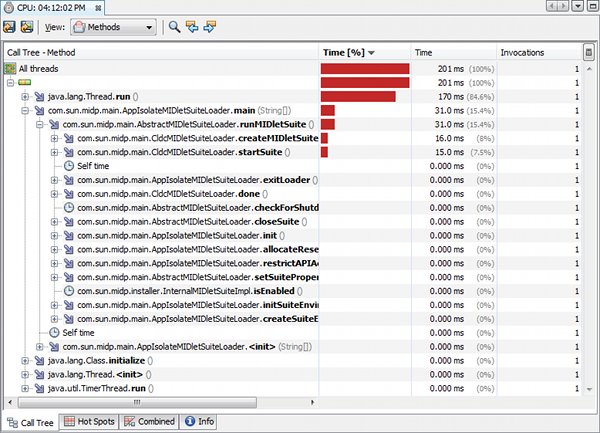 CPU: 04:12:02 PM
View: Methods
Call Tree - Method Time [%] Time Invocations
All threads 201 ms (100%) 1
201 ms (100%) 1
java.lang.Thread.run () 170 ms (84.6%) 1
com.sun.midp.main.AppIsolateMIDletSuiteLoader.main (String[]) 31.0 ms (15.4%) 1
com.sun.midp.main.AbstractMIDletSuiteLoader.runMIDletSuite () 31.0 ms (15.4%) 1
com.sun.midp.main.CldcMIDletSuiteLoader.createMIDletSuite 16.0 ms (8%) 1
com.sun.midp.main.CldcMIDletSuiteLoader.startSuite () 15.0 ms (7.5%) 1
Self time 0.000 ms (0%) 1
com.sun.midp.main.AppIsolateMIDletSuiteLoader.exitLoader () 0.000 ms (0%) 1
com.sun.midp.main.CldcMIDletSuiteLoader.done () 0.000 ms (0%) 1
com.sun.midp.main.AbstractMIDletSuiteLoader.checkForShutd 0.000 ms (0%) 1
com.sun.midp.main.AbstractMIDletSuiteLoader.closeSuite () 0.000 ms (0%) 1
com.sun.midp.main.AppIsolateMIDletSuiteLoader.init () 0.000 ms (0%) 1
com.sun.midp.main.AppIsolateMIDletSuiteLoader.allocateRese 0.000 ms (0%) 1
com.sun.midp.main.AppIsolateMIDletSuiteLoader.restrictAPIAc 0.000 ms (0%) 1
com.sun.midp.main.AbstractMIDletSuiteLoader.setSuitePropert 0.000 ms (0%) 1
com.sun.midp.installer.InternalMIDletSuiteImpl.isEnabled () 0.000 ms (0%) 1
com.sun.midp.main.AppIsolateMIDletSuiteLoader.initSuiteEnvir 0.000 ms (0%) 1
com.sun.midp.main.AppIsolateMIDletSuiteLoader.createSuiteE 0.000 ms (0%) 1
Self time 0.000 ms (0%) 1
com.sun.midp.main.AppIsolateMIDletSuiteLoader.<init> (String[]) 0.000 ms (0%) 1
java.lang.Class.initialize () 0.000 ms (0%) 1
java.lang.Thread.<init> () 0.000 ms (0%) 1
java.util.TimerThread.run () 0.000 ms (0%) 1
Call Tree Hot Spots Combined Info